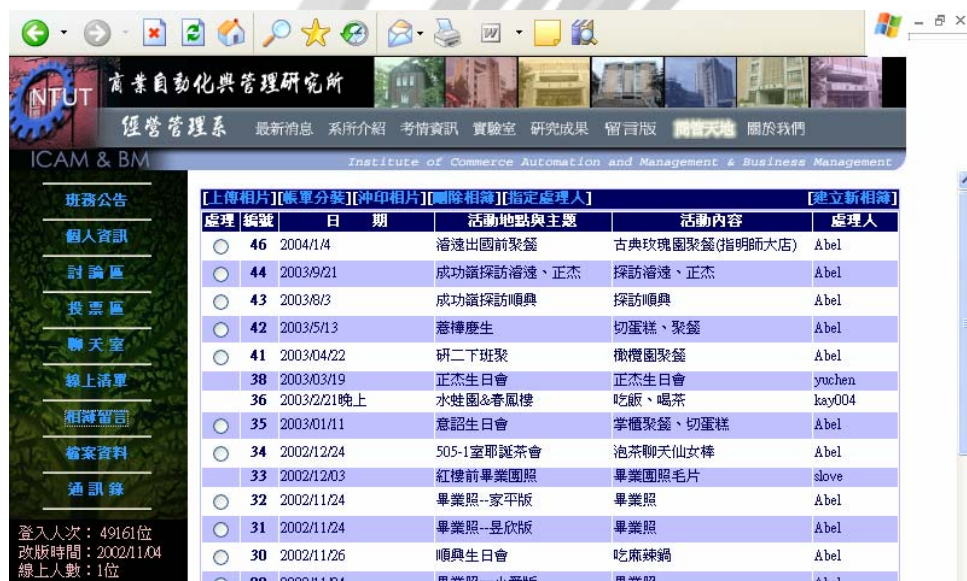 NTUT 商業自動化與管理研究所
經營管理系
最新消息 系所介紹 考情資訊 實驗室 研究成果 留言版 商管天地 關於我們
ICAM & BM
Institute of Commerce Automation and Management & Business Management
班務公告
個人資訊
討論區
投票區
聊天室
線上清單
相簿留言
檔案資料
通訊錄
登入人次：49161位
改版時間：2002/11/04
線上人數：1位
[上傳相片][帳單分裝][沖印相片][刪除相簿][指定處理人] [建立新相簿]
處理 編號 日 期 活動地點與主題 活動內容 處理人
46 2004/1/4 濬遠出國前聚餐 古典玫瑰園聚餐(指明師大店) Abel
44 2003/9/21 成功嶺探訪濬遠、正杰 探訪濬遠、正杰 Abel
43 2003/8/3 成功嶺探訪順興 探訪順興 Abel
42 2003/5/13 薏樺慶生 切蛋糕、聚餐 Abel
41 2003/04/22 研二下班聚 橄欖園聚餐 Abel
38 2003/03/19 正杰生日會 正杰生日會 yuchen
36 2003/2/21晚上 水蛙園&春風樓 吃飯、喝茶 kay004
35 2003/01/11 意詔生日會 掌櫃聚餐、切蛋糕 Abel
34 2002/12/24 505-1室耶誕茶會 泡茶聊天仙女棒 Abel
33 2002/12/03 紅樓前畢業團照 畢業團照毛片 slove
32 2002/11/24 畢業照--家平版 畢業照 Abel
31 2002/11/24 畢業照--昱欣版 畢業照 Abel
30 2002/11/26 順興生日會 吃麻辣鍋 Abel